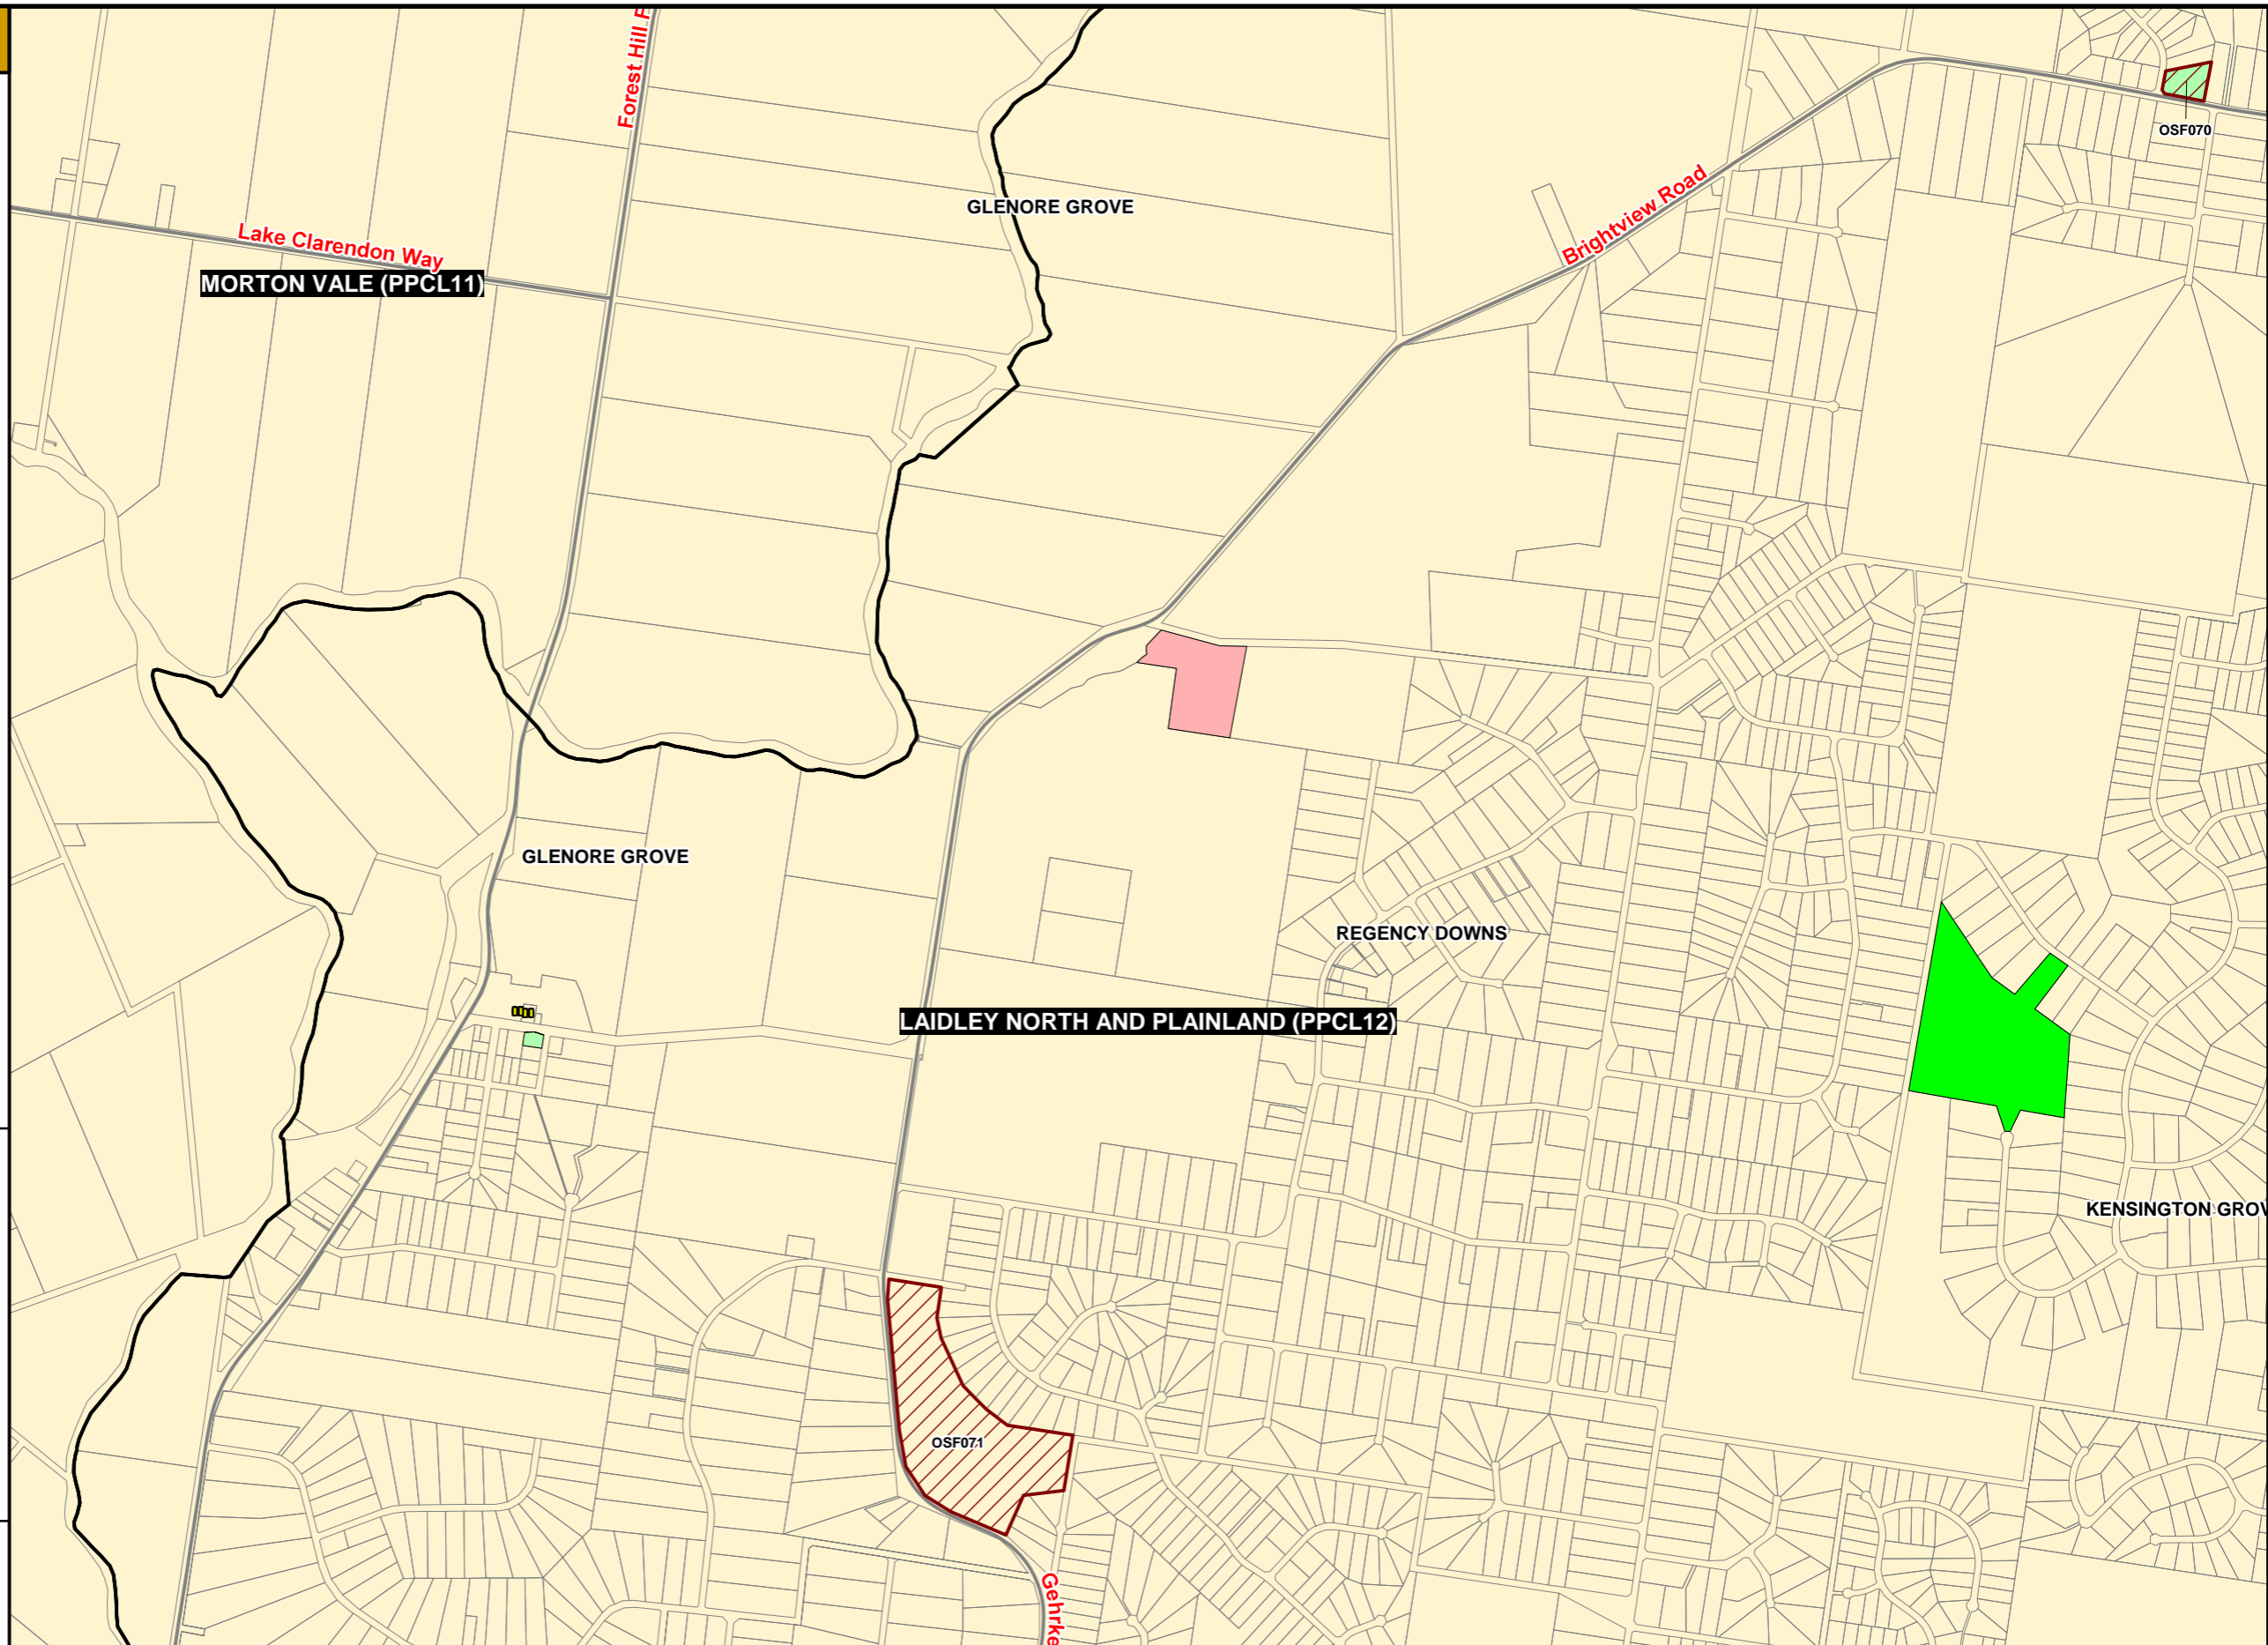 Forest Hill F
OSF070
GLENORE GROVE
Brightview Road
Lake Clarendon Way
MORTON VALE (PPCL11)
GLENORE GROVE
REGENCY DOWNS
LAIDLEY NORTH AND PLAINLAND (PPCL12)
KENSINGTON GROV
OSF071
Gehrke